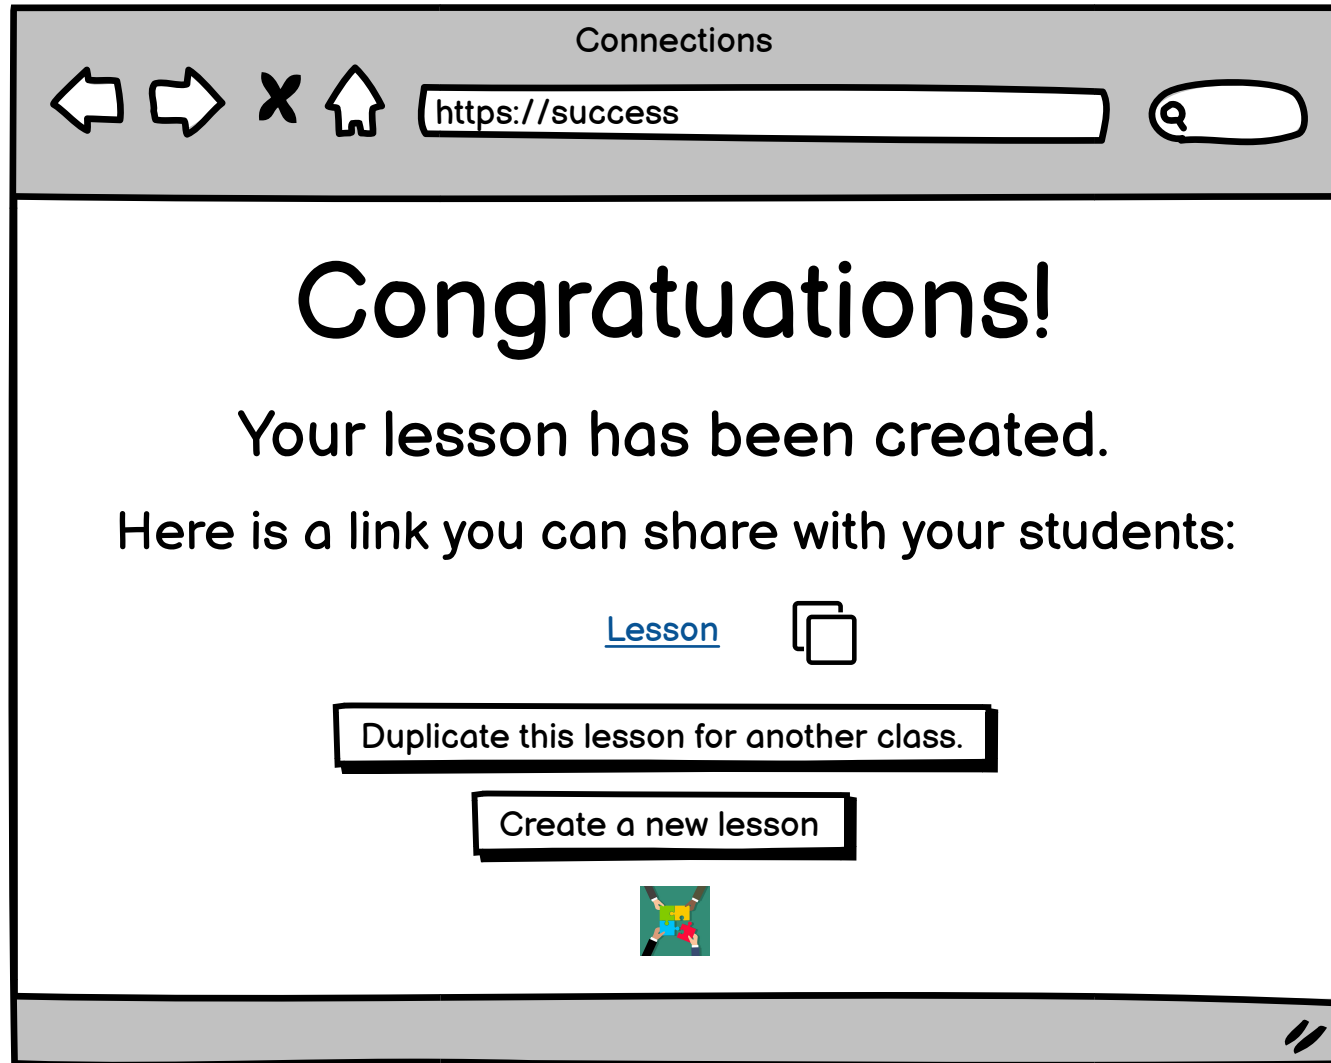 Connections
https://success
Congratuations!
Your lesson has been created.
Here is a link you can share with your students:
Lesson
Duplicate this lesson for another class.
Create a new lesson